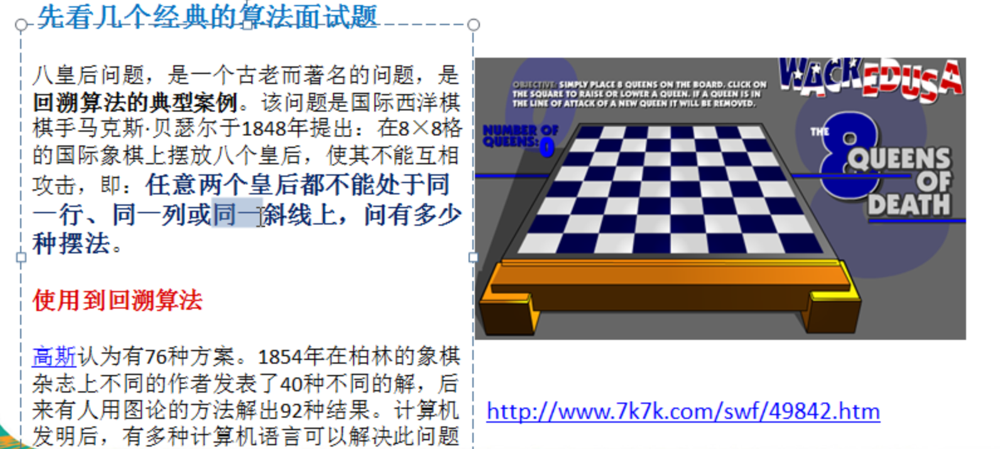 先看几个经典的算法面试题
八皇后问题，是一个古老而著名的问题，是
回溯算法的典型案例。该问题是国际西洋棋
棋手马克斯·贝瑟尔于1848年提出：在8×8格
的国际象棋上摆放八个皇后，使其不能互相
攻击，即：任意两个皇后都不能处于同
一行、同一列或同一斜线上，问有多少
种摆法。
使用到回溯算法
高斯认为有76种方案。1854年在柏林的象棋
杂志上不同的作者发表了40种不同的解，后
来有人用图论的方法解出92种结果。计算机
发明后，有多种计算机语言可以解决此问题
OBJECTIVE: SIMPLY PLACE 8 QUEENS ON THE BOARD. CLICK ON
THE SQUARE TO RAISE OR LOWER A QUEEN. IF A QUEEN IS IN
THE LINE OF ATTACK OF A NEW QUEEN IT WILL BE REMOVED.
WACKEDUSA
NUMBER OF
QUEENS: 0
THE 8
QUEENS
OF
DEATH
http://www.7k7k.com/swf/49842.htm